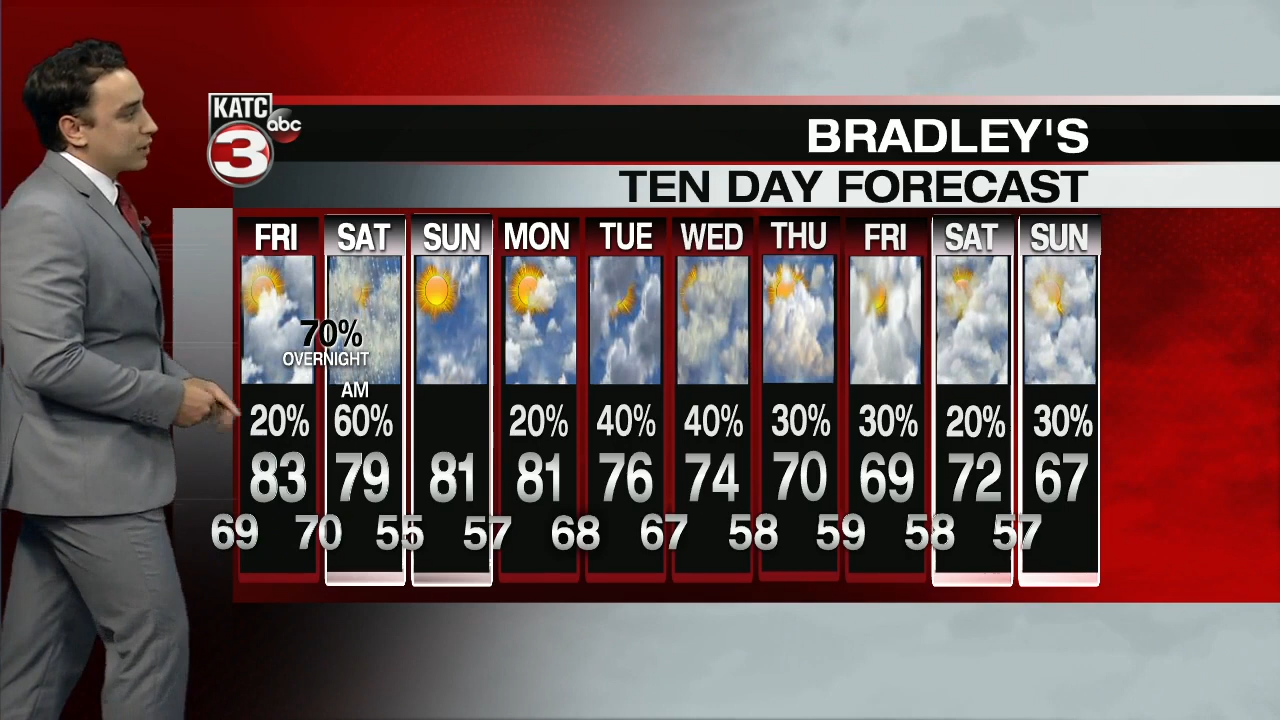 KATC
abc
3
BRADLEY'S
TEN DAY FORECAST
FRI SAT SUN MON TUE WED THU FRI SAT SUN
70%
OVERNIGHT
AM
20% 60% 20% 40% 40% 30% 30% 20% 30%
83 79 81 81 76 74 70 69 72 67
69 70 55 57 68 67 58 59 58 57